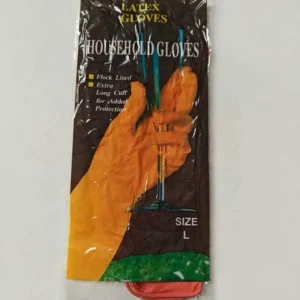 LATEX
GLOVES
HOUSEHOLD GLOVES
Flock Lined
Extra
Long Cuff
for Added
Protection
SIZE
L